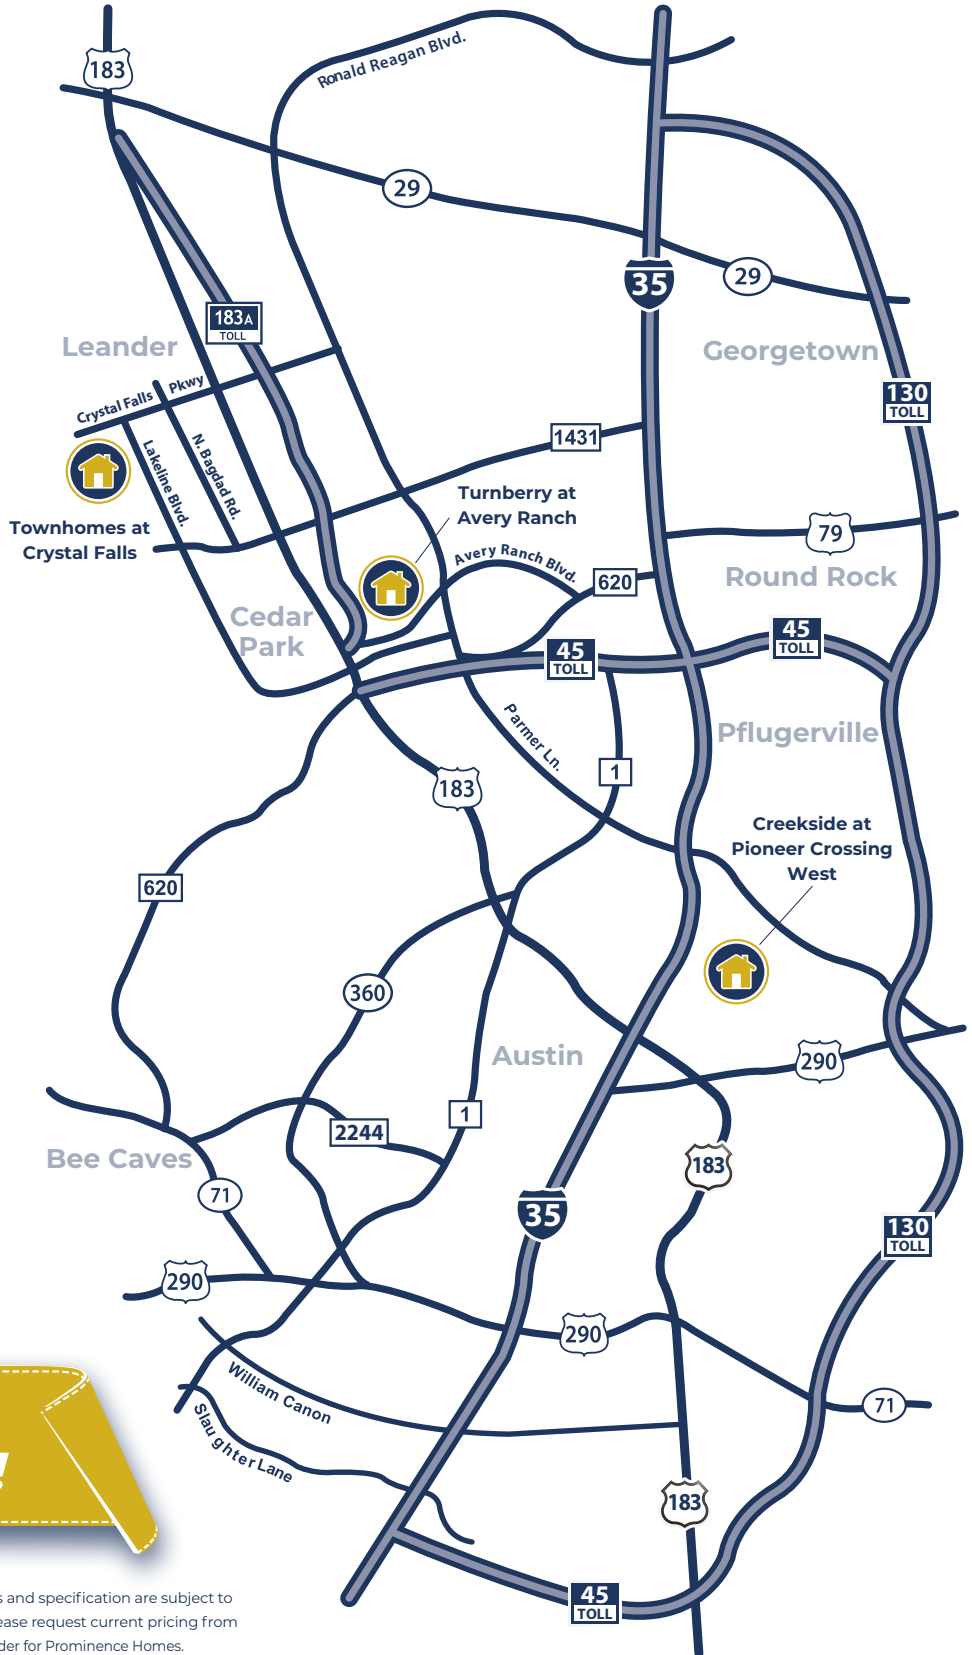 183
Ronald Reagan Blvd.
29
29
35
183A
TOLL
Leander
Georgetown
Crystal Falls Pkwy
130
TOLL
1431
Lakeline Blvd.
N. Bagdad Rd.
Turnberry at
Avery Ranch
Townhomes at
Crystal Falls
79
Avery Ranch Blvd.
620
Round Rock
Cedar
Park
45
TOLL
45
TOLL
Parmer Ln.
Pflugerville
183
1
Creekside at
Pioneer Crossing
West
620
360
Austin
290
1
2244
Bee Caves
183
71
35
130
TOLL
290
290
William Canon
71
Slaughter Lane
!
183
s and specification are subject to
ease request current pricing from
der for Prominence Homes.
45
TOLL